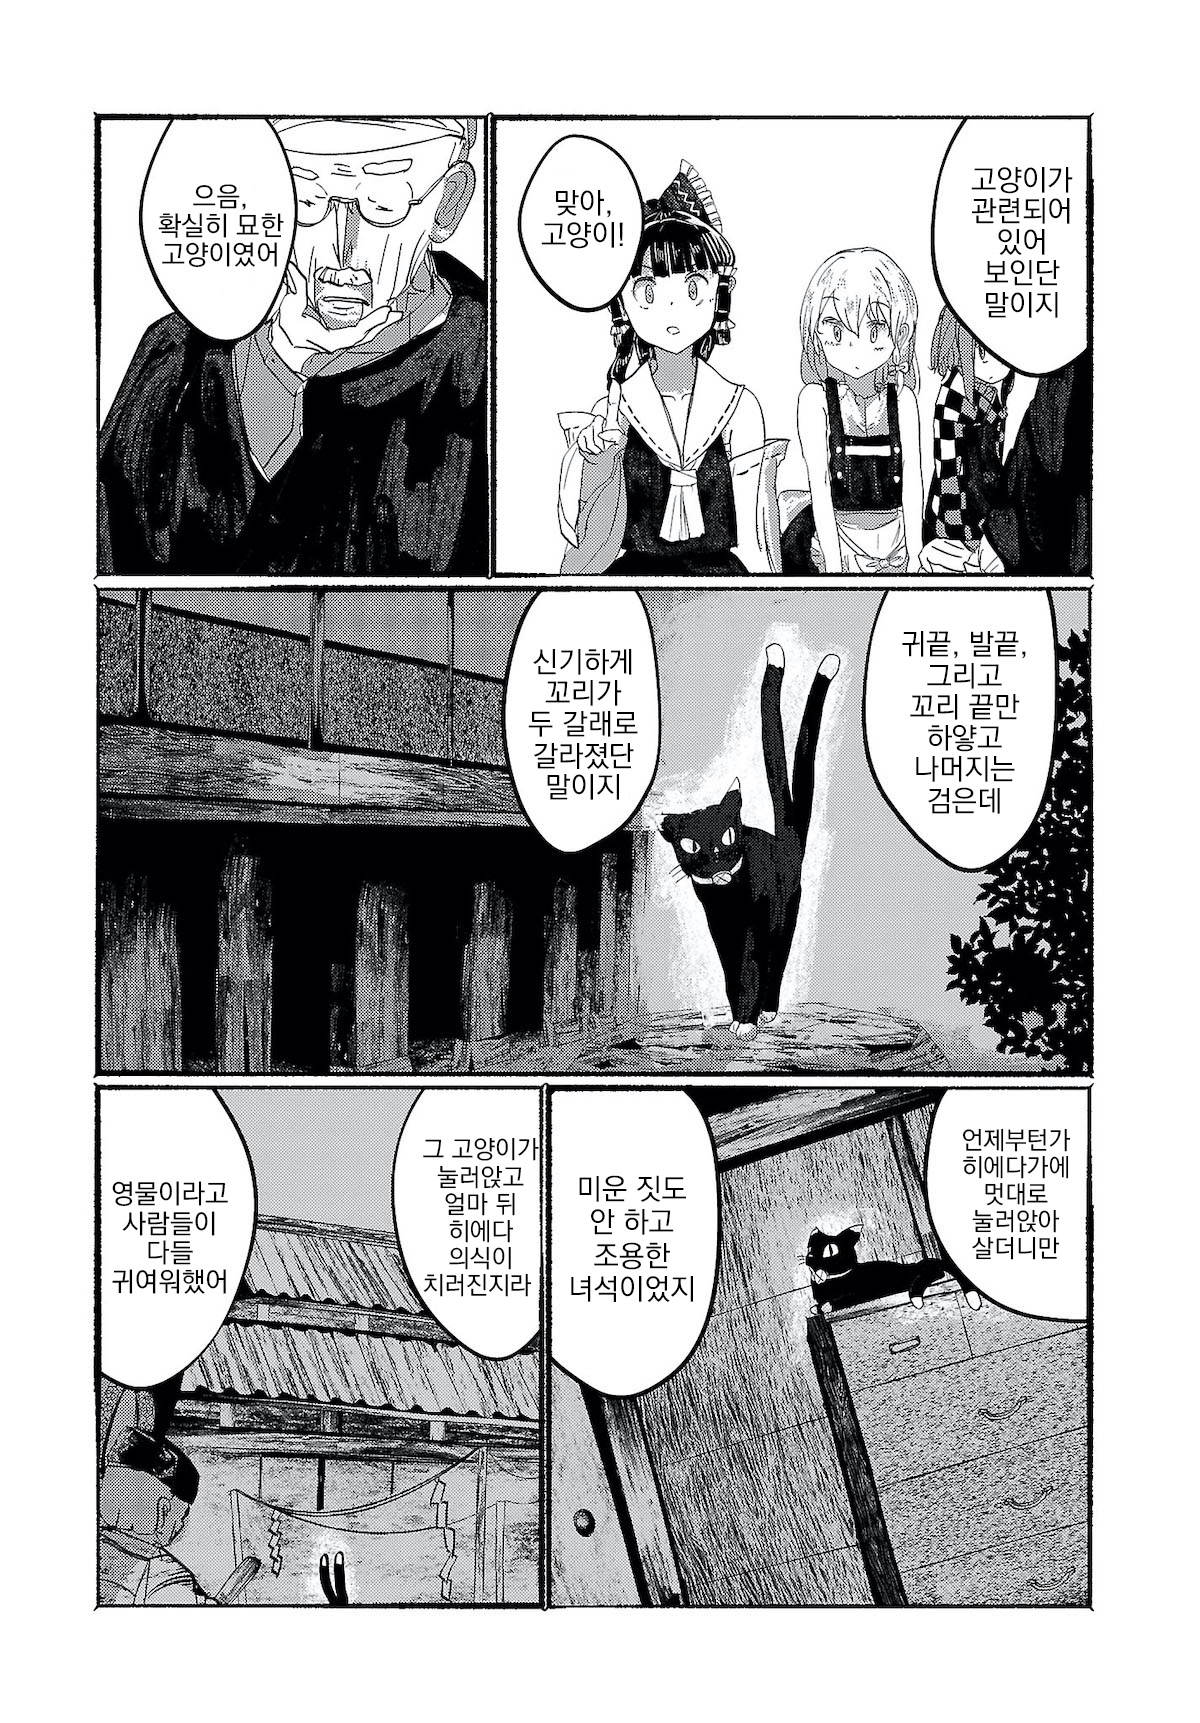 고양이가
관련되어
있어
보인단
말이지
맞아,
고양이!
으음,
확실히 묘한
고양이였어
귀끝, 발끝,
그리고
꼬리 끝만
하얗고
나머지는
검은데
신기하게
꼬리가
두 갈래로
갈라졌단
말이지
언제부턴가
히에다가에
멋대로
눌러앉아
살더니만
미운 짓도
안 하고
조용한
녀석이었지
그 고양이가
눌러앉고
얼마 뒤
히에다
의식이
치러진지라
영물이라고
사람들이
다들
귀여워했어